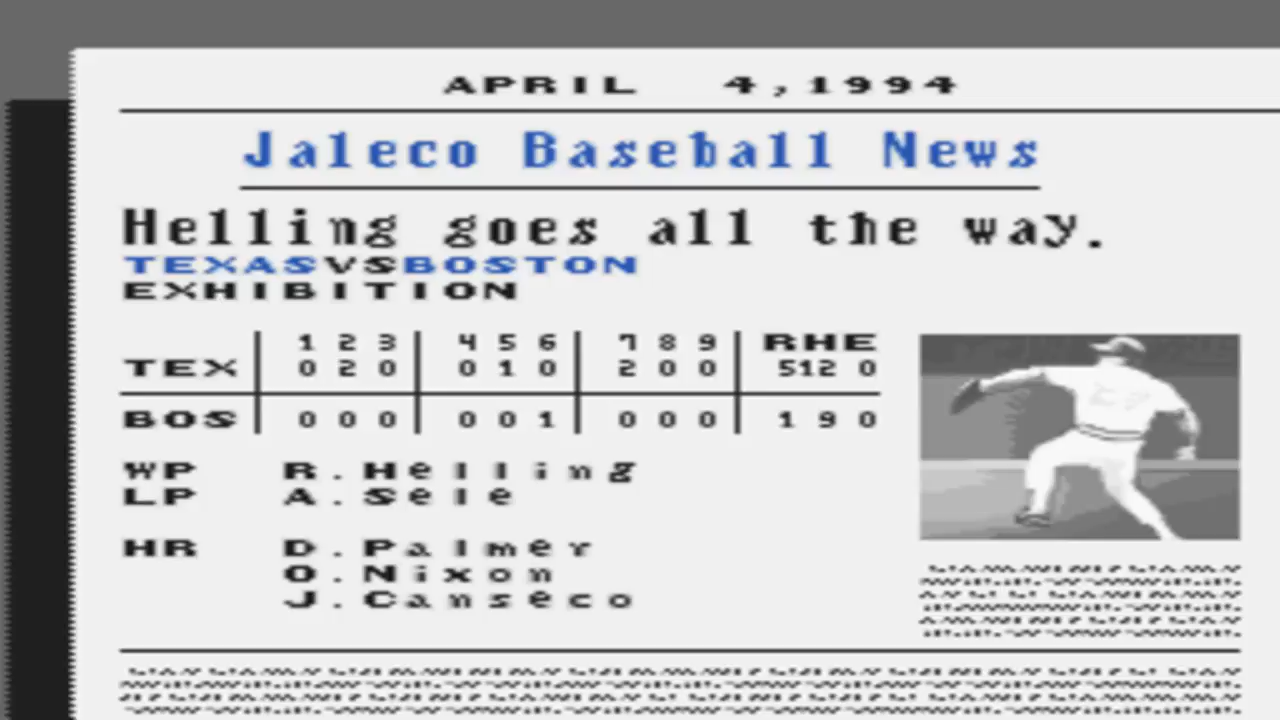 APRIL 4,1994
Jaleco Baseball News
Helling goes all the way.
TEXASVSBOSTON
EXHIBITION
1 2 3 4 5 6 7 8 9 RHE
TEX 0 2 0 0 1 0 2 0 0 512 0
BOS 0 0 0 0 0 1 0 0 0 1 9 0
WP R.Helling
LP A.Sele
HR D.Palmer
O.Nixon
J.Canseco